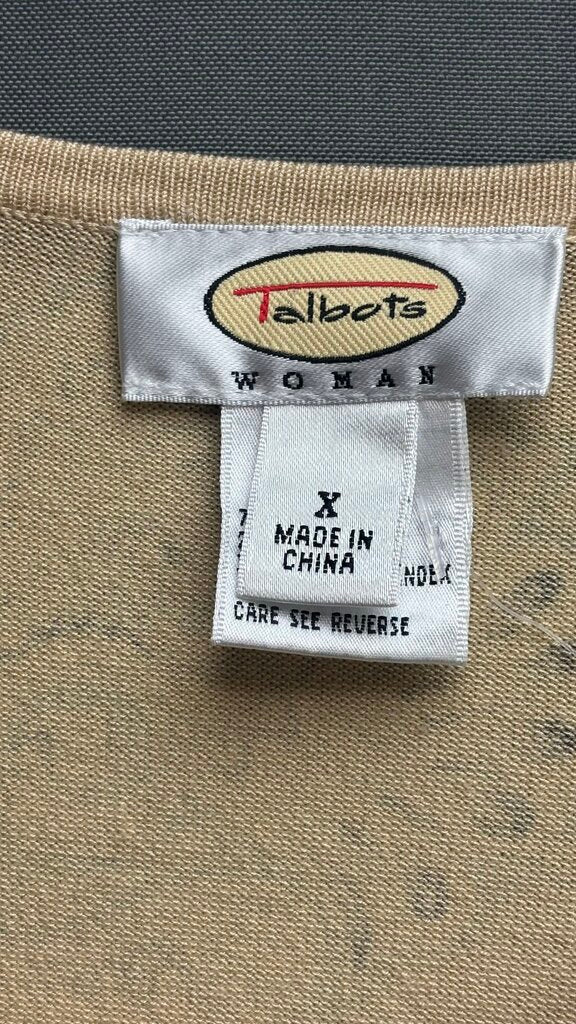 Talbots
WOMAN
X
MADE IN
CHINA
CARE SEE REVERSE